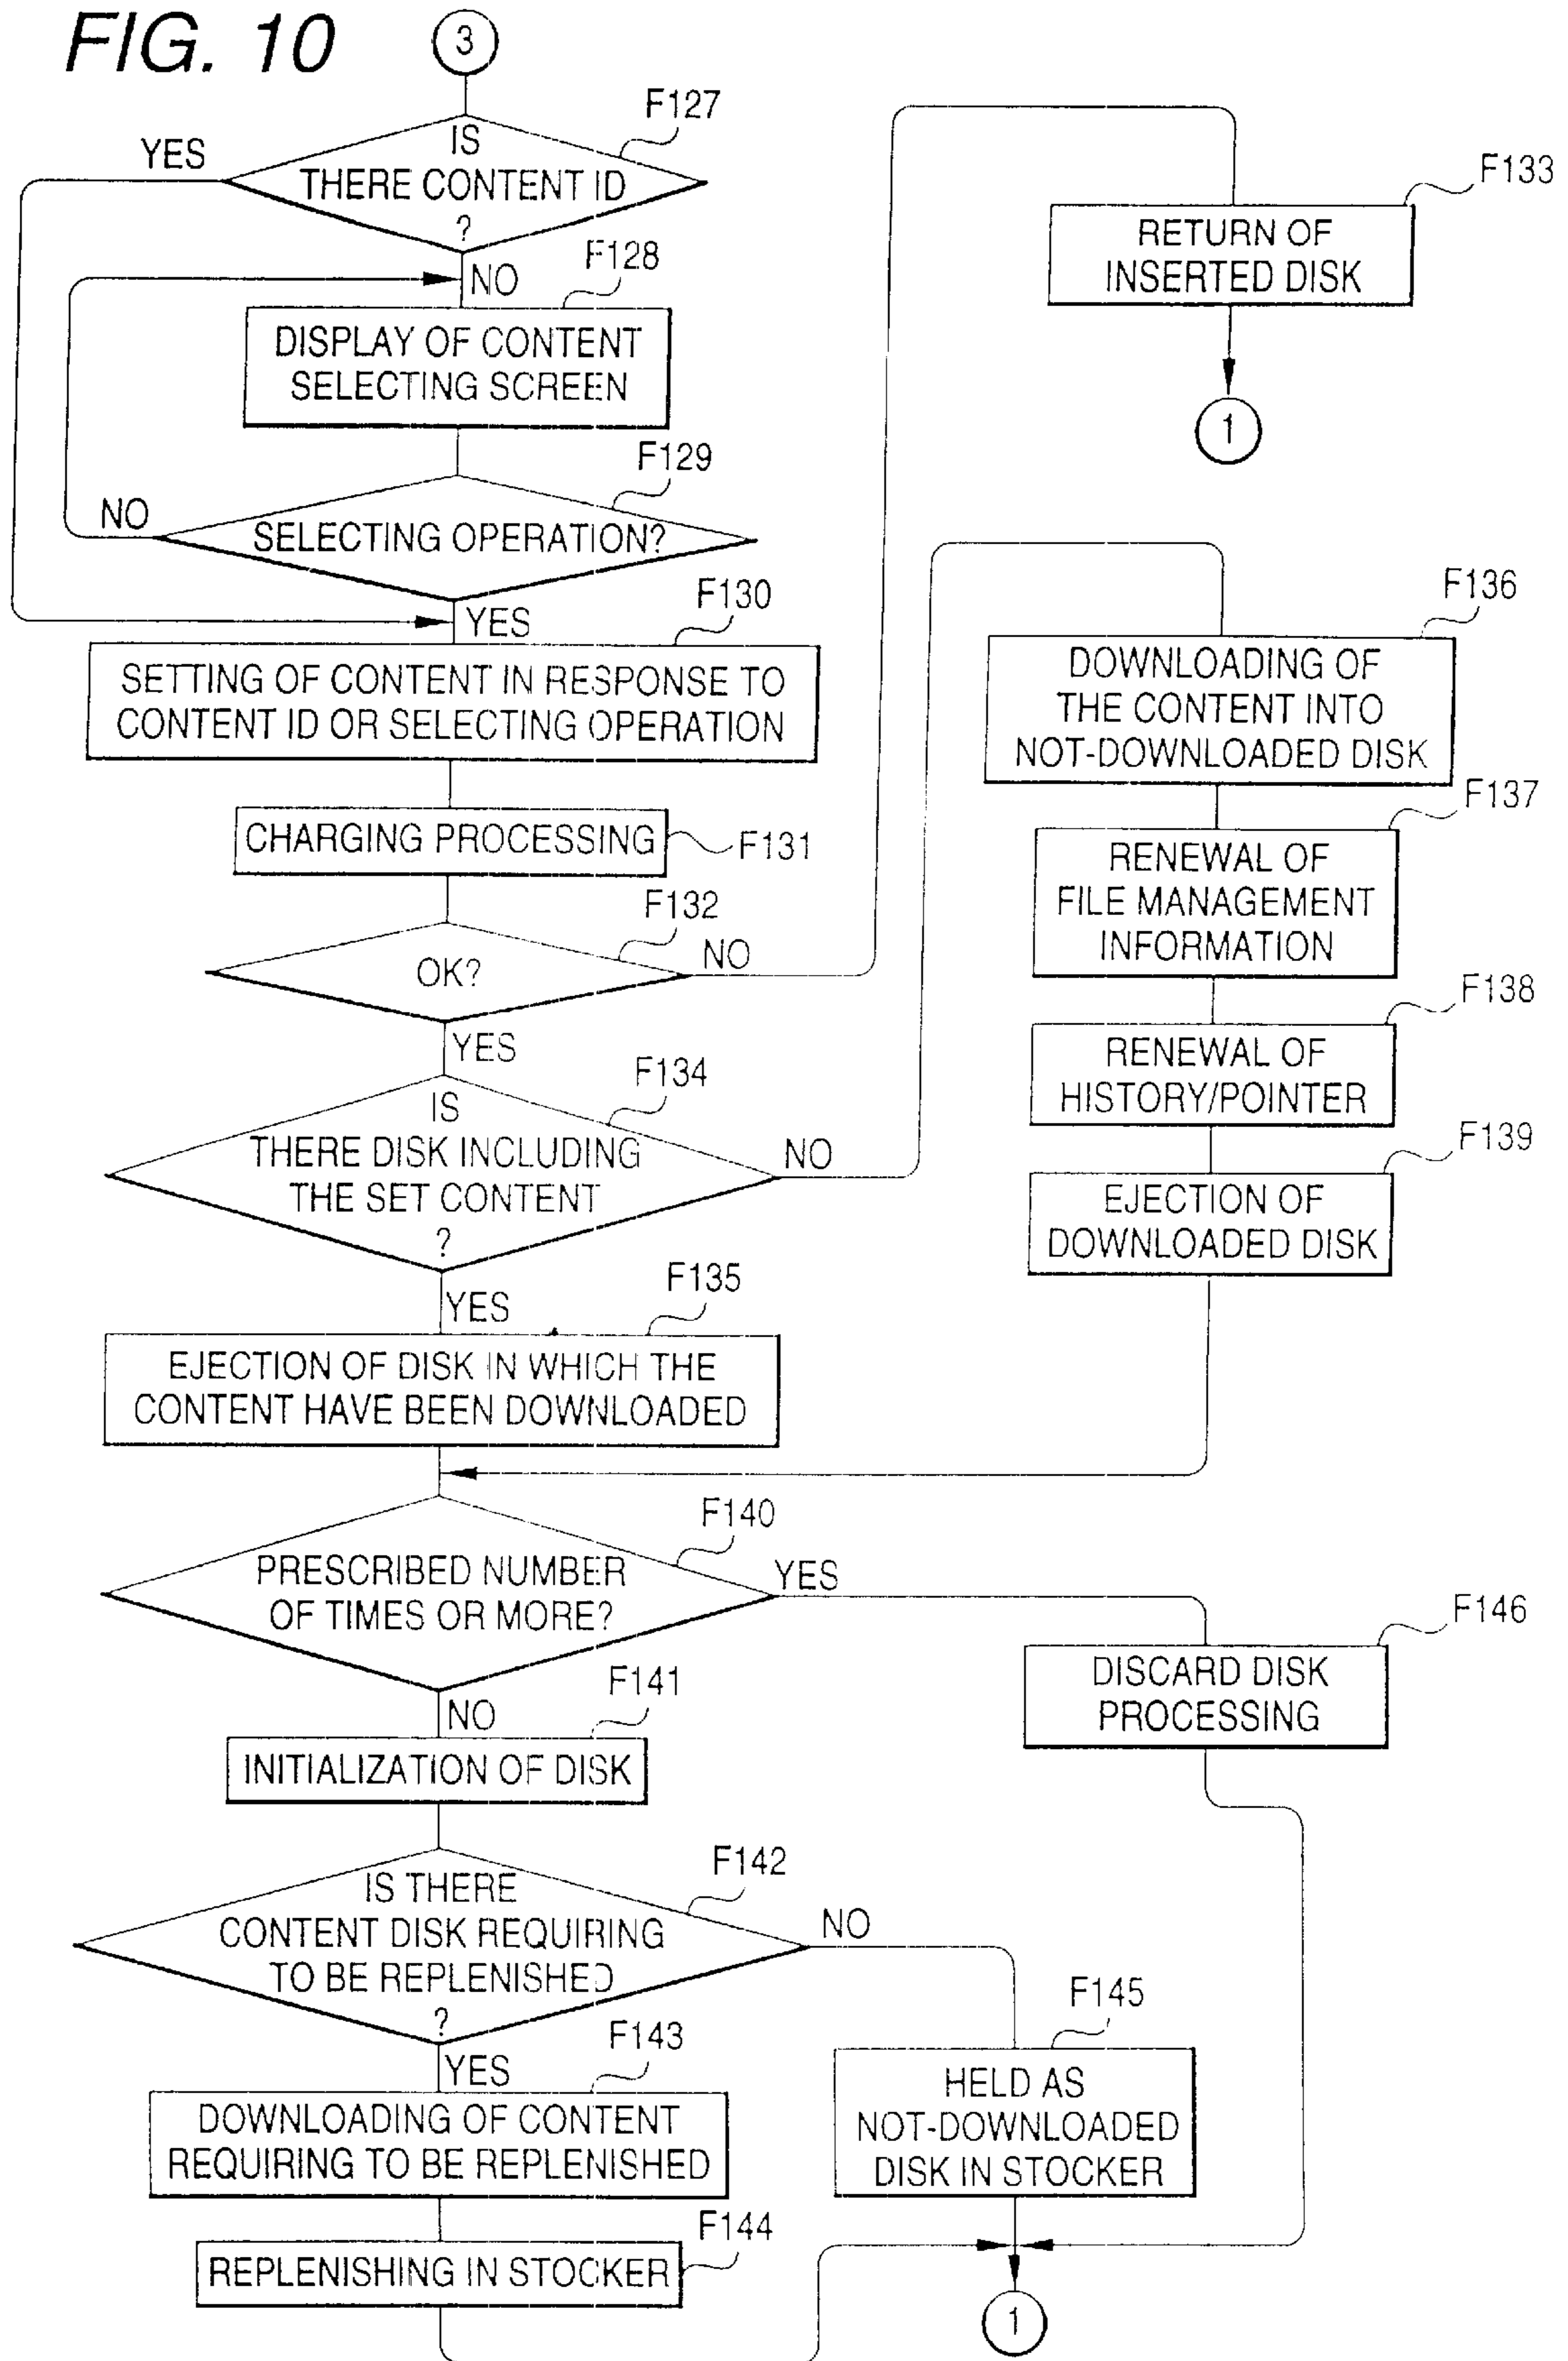 FIG. 10
3
F127
YES
IS
THERE CONTENT ID
?
NO
F128
DISPLAY OF CONTENT
SELECTING SCREEN
F129
NO
SELECTING OPERATION?
YES
F130
SETTING OF CONTENT IN RESPONSE TO
CONTENT ID OR SELECTING OPERATION
CHARGING PROCESSING
F131
F132
OK?
NO
YES
F133
RETURN OF
INSERTED DISK
1
F134
IS
THERE DISK INCLUDING
THE SET CONTENT
?
NO
YES
F135
EJECTION OF DISK IN WHICH THE
CONTENT HAVE BEEN DOWNLOADED
F136
DOWNLOADING OF
THE CONTENT INTO
NOT-DOWNLOADED DISK
F137
RENEWAL OF
FILE MANAGEMENT
INFORMATION
F138
RENEWAL OF
HISTORY/POINTER
F139
EJECTION OF
DOWNLOADED DISK
F140
PRESCRIBED NUMBER
OF TIMES OR MORE?
YES
NO
F146
DISCARD DISK
PROCESSING
F141
INITIALIZATION OF DISK
F142
IS THERE
CONTENT DISK REQUIRING
TO BE REPLENISHED
?
NO
YES
F145
HELD AS
NOT-DOWNLOADED
DISK IN STOCKER
F143
DOWNLOADING OF CONTENT
REQUIRING TO BE REPLENISHED
F144
REPLENISHING IN STOCKER
1